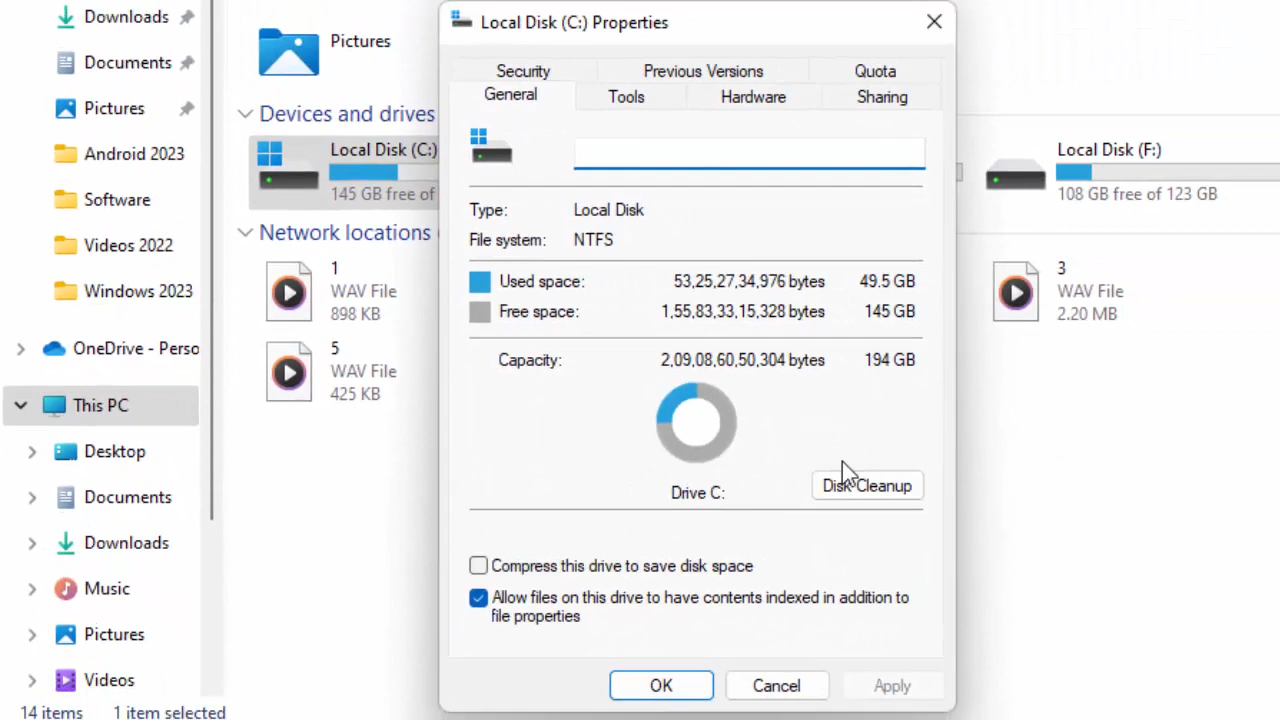 Downloads
Documents
Pictures
Android 2023
Software
Videos 2022
Windows 2023
OneDrive - Perso
This PC
Desktop
Documents
Downloads
Music
Pictures
Videos
14 items 1 item selected
Pictures
Devices and drives
Local Disk (C:)
145 GB free of
Network locations (
1
WAV File
898 KB
5
WAV File
425 KB
Local Disk (C:) Properties
Security Previous Versions Quota
General Tools Hardware Sharing
Type: Local Disk
File system: NTFS
Used space: 53,25,27,34,976 bytes 49.5 GB
Free space: 1,55,83,33,15,328 bytes 145 GB
Capacity: 2,09,08,60,50,304 bytes 194 GB
Drive C: Disk Cleanup
Compress this drive to save disk space
Allow files on this drive to have contents indexed in addition to
file properties
OK Cancel Apply
Local Disk (F:)
108 GB free of 123 GB
3
WAV File
2.20 MB